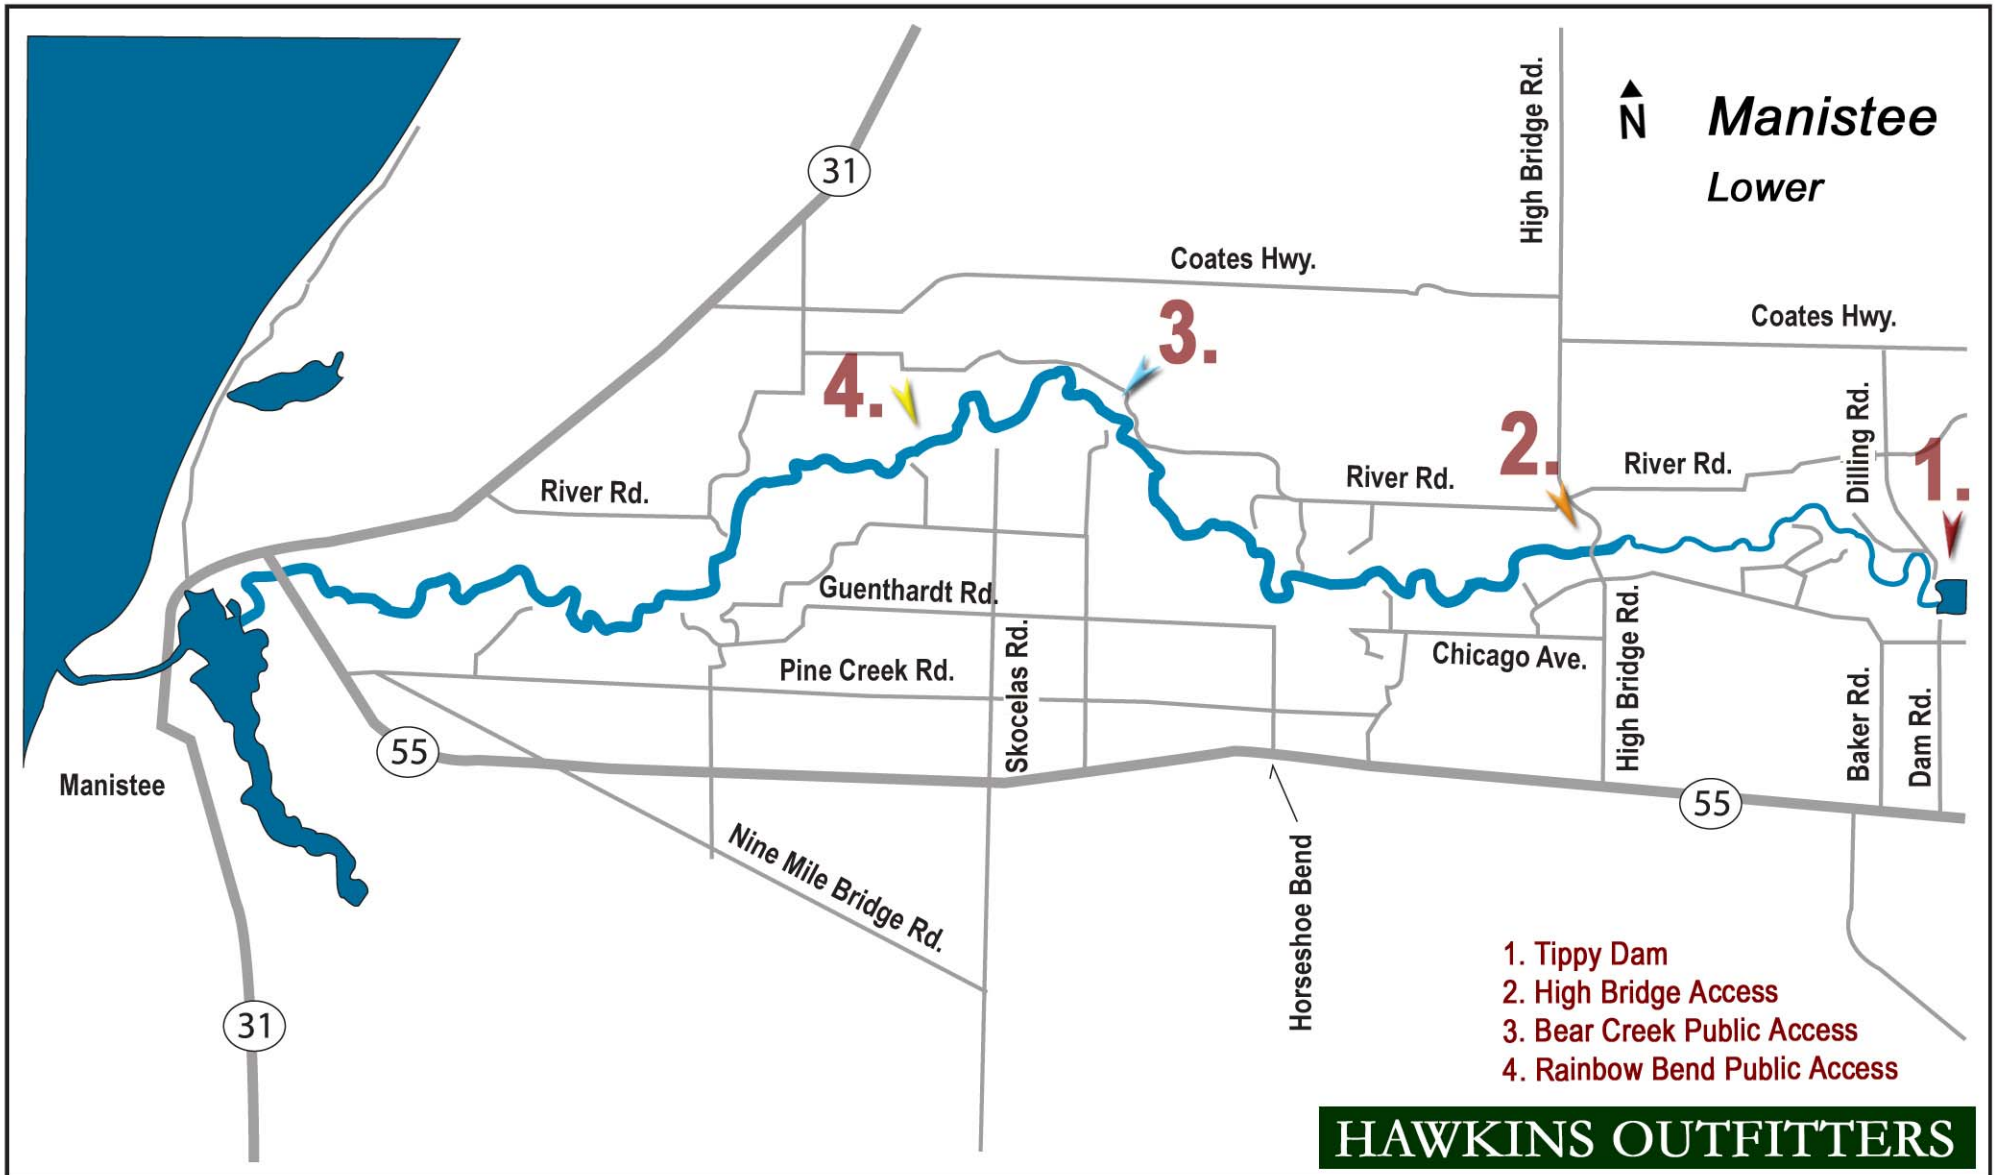 High Bridge Rd.
N
Manistee
Lower
31
Coates Hwy.
3.
Coates Hwy.
4.
2.
Dilling Rd.
1.
River Rd.
River Rd.
River Rd.
Guenthardt Rd.
Pine Creek Rd.
Skocelas Rd.
Chicago Ave.
High Bridge Rd.
Baker Rd.
Dam Rd.
55
Manistee
55
Nine Mile Bridge Rd.
Horseshoe Bend
31
1. Tippy Dam
2. High Bridge Access
3. Bear Creek Public Access
4. Rainbow Bend Public Access
HAWKINS OUTFITTERS